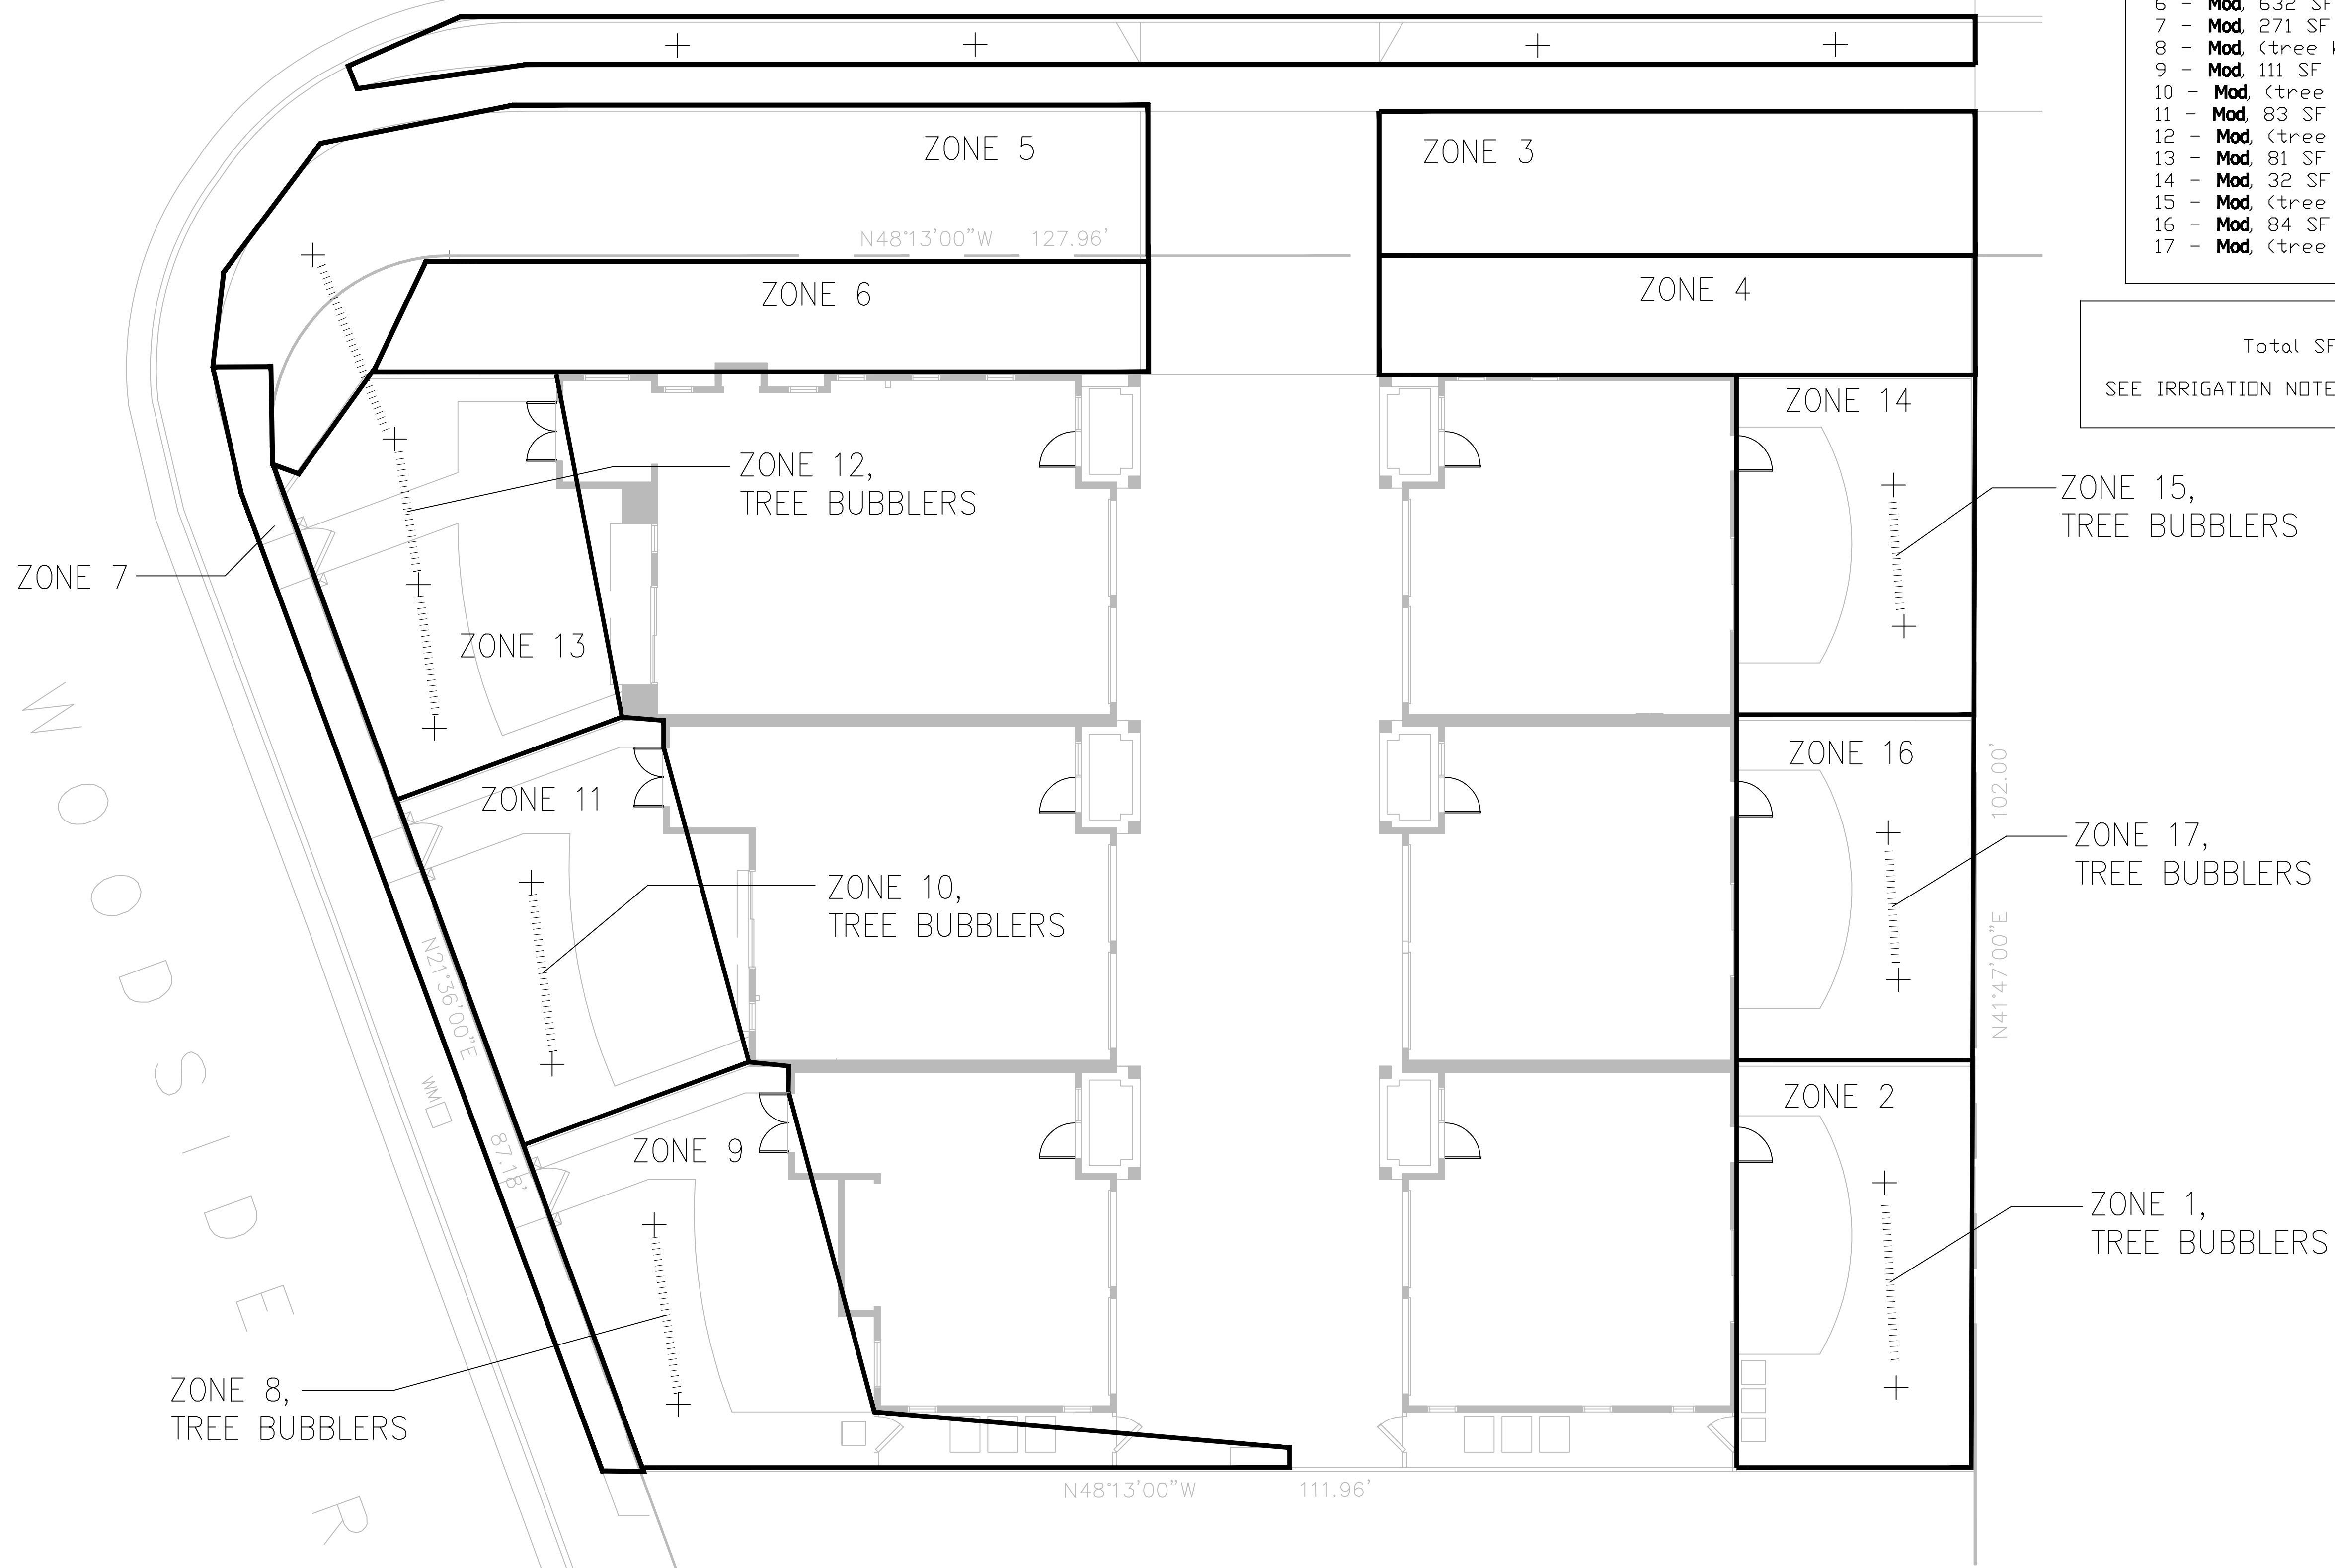 6 - Mod, 632 SF
7 - Mod, 271 SF
8 - Mod, (tree
9 - Mod, 111 SF
10 - Mod, (tree
11 - Mod, 83 SF
12 - Mod, (tree
13 - Mod, 81 SF
14 - Mod, 32 SF
15 - Mod, (tree
16 - Mod, 84 SF
17 - Mod, (tree
Total SF
SEE IRRIGATION NOTE
ZONE 5
ZONE 3
N48°13'00"W 127.96'
ZONE 6
ZONE 4
ZONE 14
ZONE 12,
TREE BUBBLERS
ZONE 15,
TREE BUBBLERS
ZONE 7
ZONE 13
ZONE 16
102.00'
ZONE 11
ZONE 17,
TREE BUBBLERS
ZONE 10,
TREE BUBBLERS
N41°47'00"E
N21°36'00"E
WM
87.18'
ZONE 2
ZONE 9
ZONE 1,
TREE BUBBLERS
ZONE 8,
TREE BUBBLERS
N48°13'00"W 111.96'
WOODSIDE R